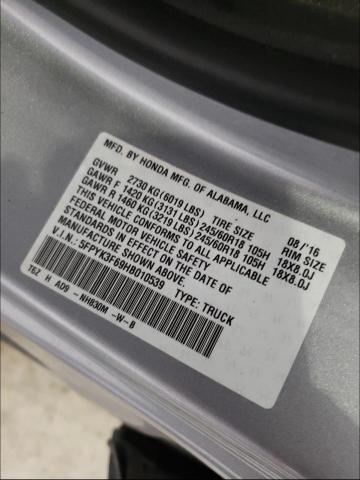 MFD. BY HONDA MFG. OF ALABAMA, LLC 08/'16
GVWR 2730 KG (6019 LBS) TIRE SIZE RIM SIZE
GAWR F 1420 KG (3131 LBS) 245/60R18 105H 18X8.0J
GAWR R 1460 KG (3219 LBS) 245/60R18 105H 18X8.0J
THIS VEHICLE CONFORMS TO ALL APPLICABLE
FEDERAL MOTOR VEHICLE SAFETY STANDARDS IN EFFECT ON THE DATE OF
MANUFACTURE SHOWN ABOVE.
V.I.N.: 5FPYK3F69HB010539 TYPE: TRUCK
T6Z H A09 -NH830M -W-B